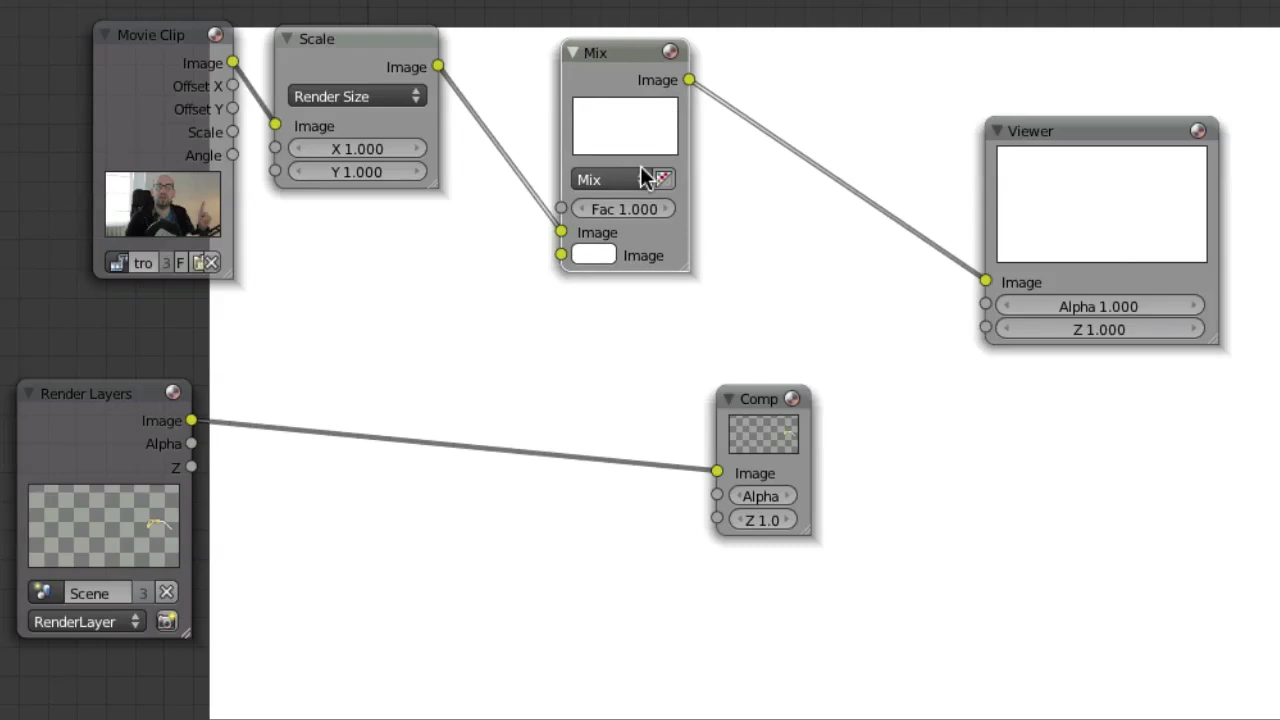 Movie Clip
Image
Offset X
Offset Y
Scale
Angle
tro 3 F
Scale
Image
Render Size
Image
X 1.000
Y 1.000
Mix
Image
Mix
Fac 1.000
Image
Image
Viewer
Image
Alpha 1.000
Z 1.000
Render Layers
Image
Alpha
Z
Scene 3
RenderLayer
Comp
Image
Alpha
Z 1.0